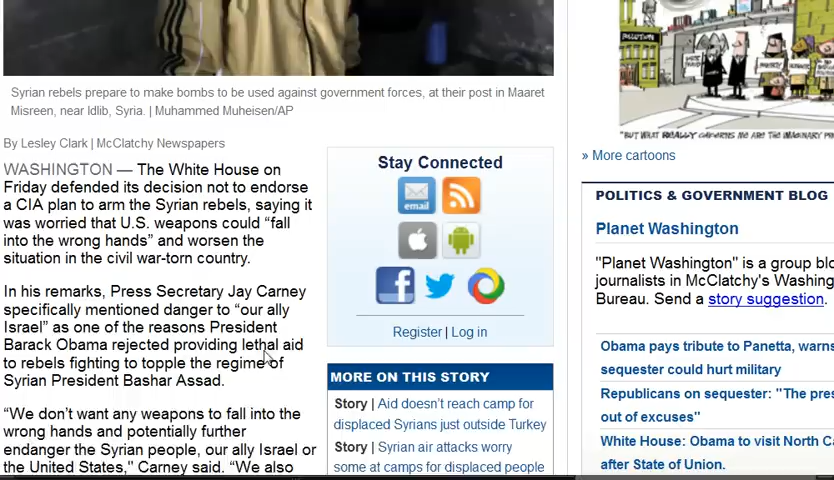 Syrian rebels prepare to make bombs to be used against government forces, at their post in Maaret
Misreen, near Idlib, Syria. | Muhammed Muheisen/AP
By Lesley Clark | McClatchy Newspapers
WASHINGTON — The White House on
Friday defended its decision not to endorse
a CIA plan to arm the Syrian rebels, saying it
was worried that U.S. weapons could “fall
into the wrong hands” and worsen the
situation in the civil war-torn country.
In his remarks, Press Secretary Jay Carney
specifically mentioned danger to “our ally
Israel” as one of the reasons President
Barack Obama rejected providing lethal aid
to rebels fighting to topple the regime of
Syrian President Bashar Assad.
“We don’t want any weapons to fall into the
wrong hands and potentially further
endanger the Syrian people, our ally Israel or
the United States,” Carney said. “We also
Stay Connected
email
Register | Log in
MORE ON THIS STORY
Story | Aid doesn’t reach camp for
displaced Syrians just outside Turkey
Story | Syrian air attacks worry
some at camps for displaced people
"BUT WHAT REALLY CONCERNS ME ARE THE IMAGINARY
» More cartoons
POLITICS & GOVERNMENT BLOG
Planet Washington
"Planet Washington" is a group blo
journalists in McClatchy's Washing
Bureau. Send a story suggestion.
Obama pays tribute to Panetta, warns
sequester could hurt military
Republicans on sequester: "The pres
out of excuses"
White House: Obama to visit North Ca
after State of Union.